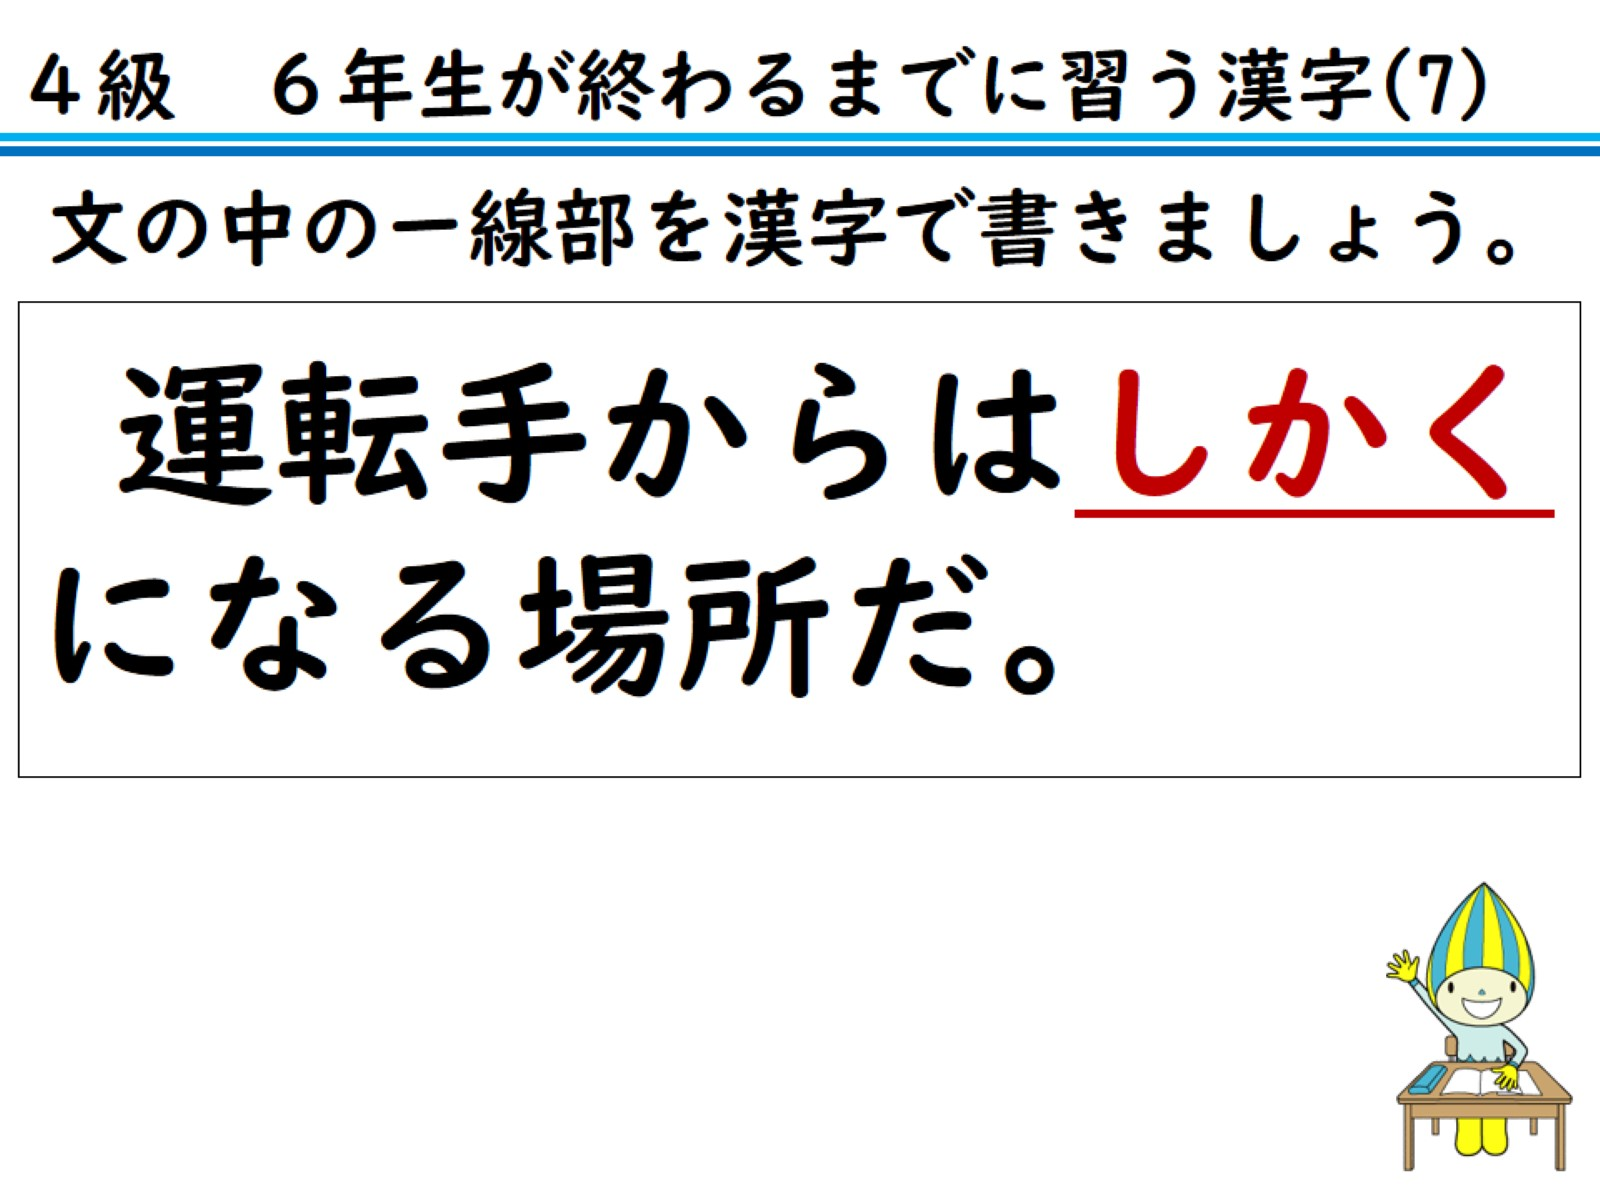 4級　6年生が終わるまでに習う漢字(7)
文の中の―線部を漢字で書きましょう。
運転手からはしかく
になる場所だ。